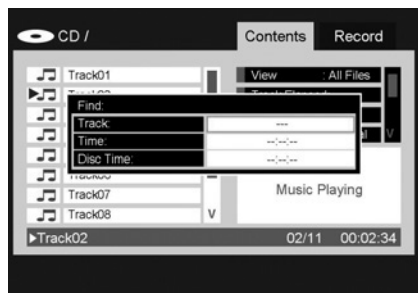 CD /
Contents
Record
Track01
View : All Files
Find:
Track: ---
Time: --:--:--
Disc Time: --:--:--
Track07
Music Playing
Track08
V
Track02
02/11 00:02:34